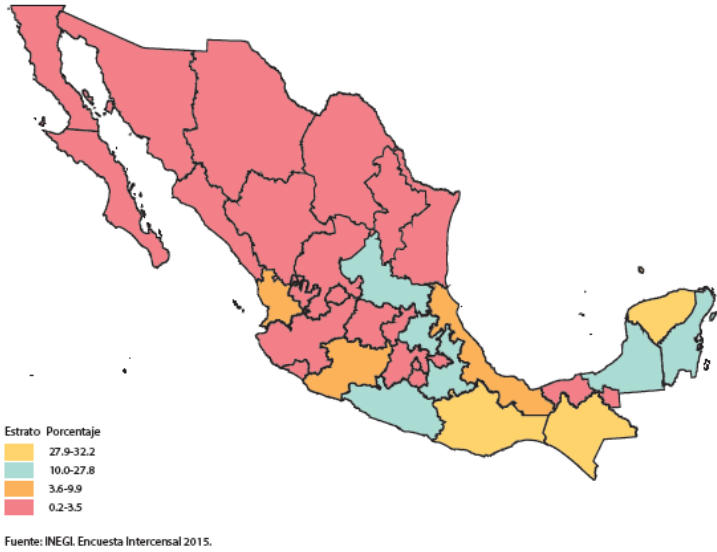 Estrato Porcentaje
27.9-32.2
10.0-27.8
3.6-9.9
0.2-3.5
Fuente: INEGI. Encuesta Intercensal 2015.